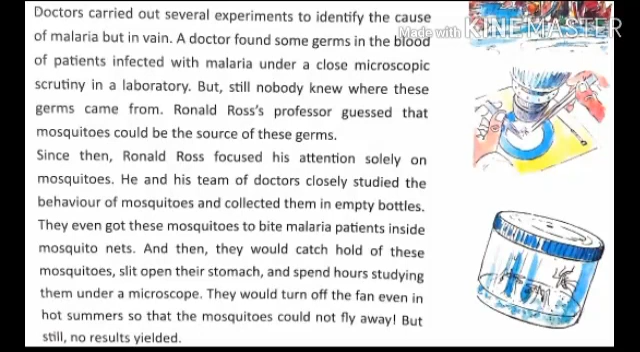 Doctors carried out several experiments to identify the cause
of malaria but in vain. A doctor found some germs in the blood
of patients infected with malaria under a close microscopic
scrutiny in a laboratory. But, still nobody knew where these
germs came from. Ronald Ross's professor guessed that
mosquitoes could be the source of these germs.
Since then, Ronald Ross focused his attention solely on
mosquitoes. He and his team of doctors closely studied the
behaviour of mosquitoes and collected them in empty bottles.
They even got these mosquitoes to bite malaria patients inside
mosquito nets. And then, they would catch hold of these
mosquitoes, slit open their stomach, and spend hours studying
them under a microscope. They would turn off the fan even in
hot summers so that the mosquitoes could not fly away! But
still, no results yielded.
Made with KINEMASTER